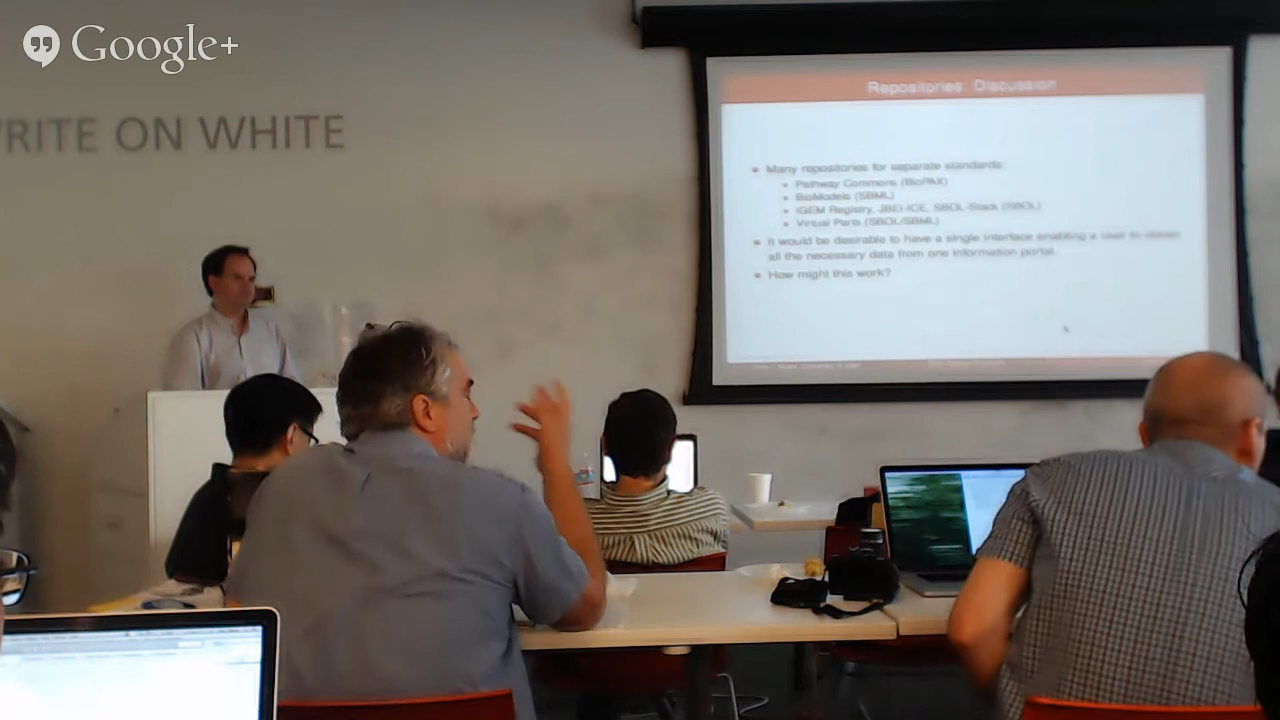 Google+
RITE ON WHITE
Repositories: Discussion
Many repositories for separate standards:
Pathway Commons (BioPAX)
BioModels (SBML)
iGEM Registry, JBEI-ICE, SBOL-Stack (SBOL)
Virtual Parts (SBOL/SBML)
It would be desirable to have a single interface enabling a user to obtain
all the necessary data from one information portal.
How might this work?